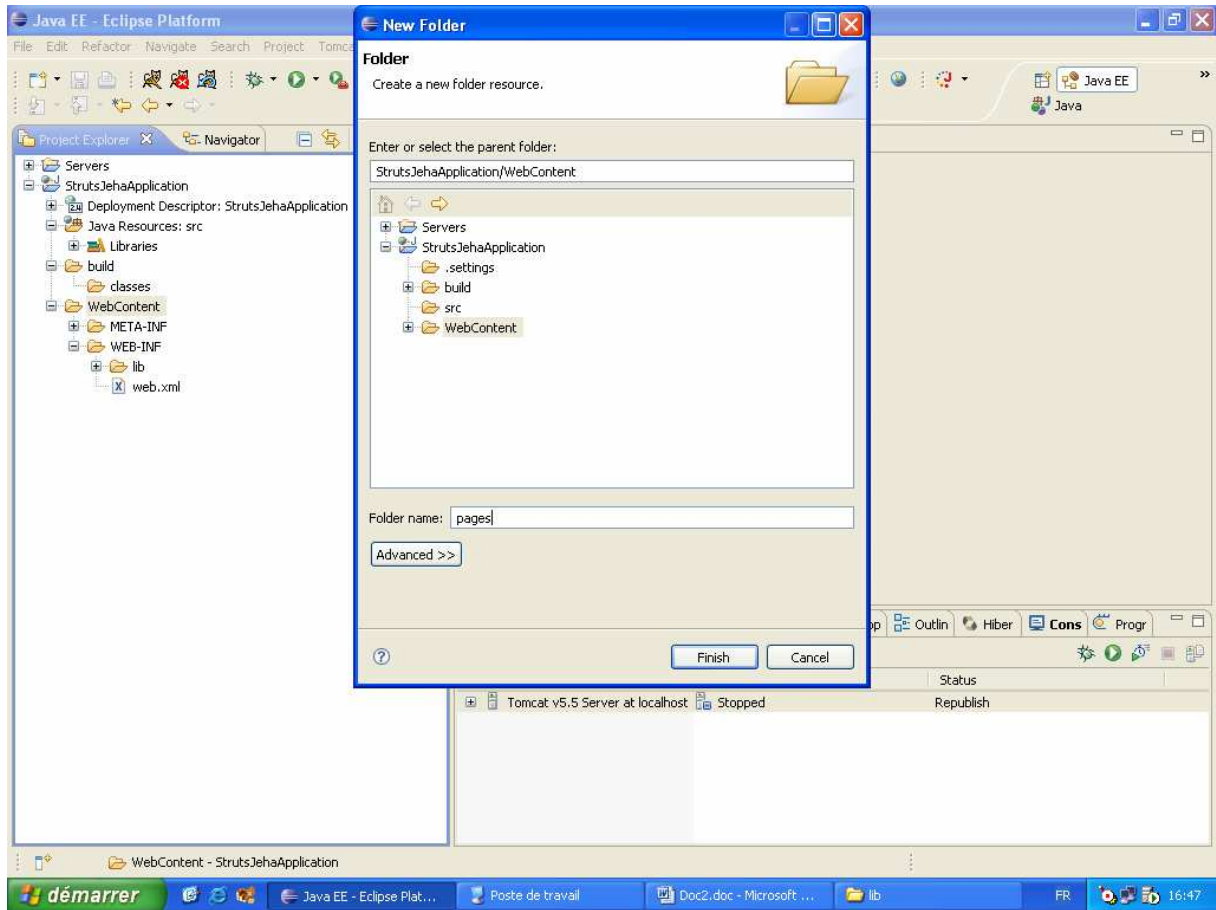 Java EE - Eclipse Platform
File Edit Refactor Navigate Search Project Tomca
Java EE
»
Java
Project Explorer
Navigator
Servers
StrutsJehaApplication
Deployment Descriptor: StrutsJehaApplication
Java Resources: src
Libraries
build
classes
WebContent
META-INF
WEB-INF
lib
web.xml
New Folder
Folder
Create a new folder resource.
Enter or select the parent folder:
StrutsJehaApplication/WebContent
Servers
StrutsJehaApplication
.settings
build
src
WebContent
Folder name: pages
Advanced >>
Finish
Cancel
op Outlin Hiber Cons Progr
Status
Tomcat v5.5 Server at localhost Stopped Republish
WebContent - StrutsJehaApplication
démarrer
Java EE - Eclipse Plat...
Poste de travail
Doc2.doc - Microsoft ...
lib
FR
16:47